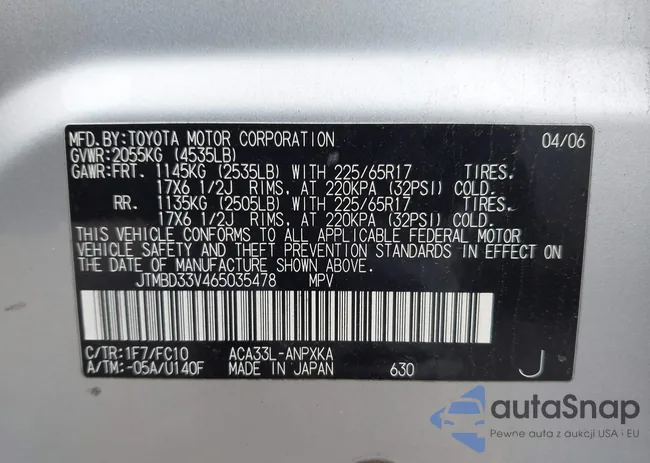 MFD.BY:TOYOTA MOTOR CORPORATION 04/06
GVWR:2055KG (4535LB)
GAWR:FRT. 1145KG (2535LB) WITH 225/65R17 TIRES.
17X6 1/2J RIMS. AT 220KPA (32PSI) COLD.
RR. 1135KG (2505LB) WITH 225/65R17 TIRES.
17X6 1/2J RIMS. AT 220KPA (32PSI) COLD.
THIS VEHICLE CONFORMS TO ALL APPLICABLE FEDERAL MOTOR
VEHICLE SAFETY AND THEFT PREVENTION STANDARDS IN EFFECT ON
THE DATE OF MANUFACTURE SHOWN ABOVE.
JTMBD33V465035478 MPV
C/TR:1F7/FC10 ACA33L-ANPXKA
A/TM:-05A/U140F MADE IN JAPAN 630 J
autaSnap
Pewne auta z aukcji USA i EU